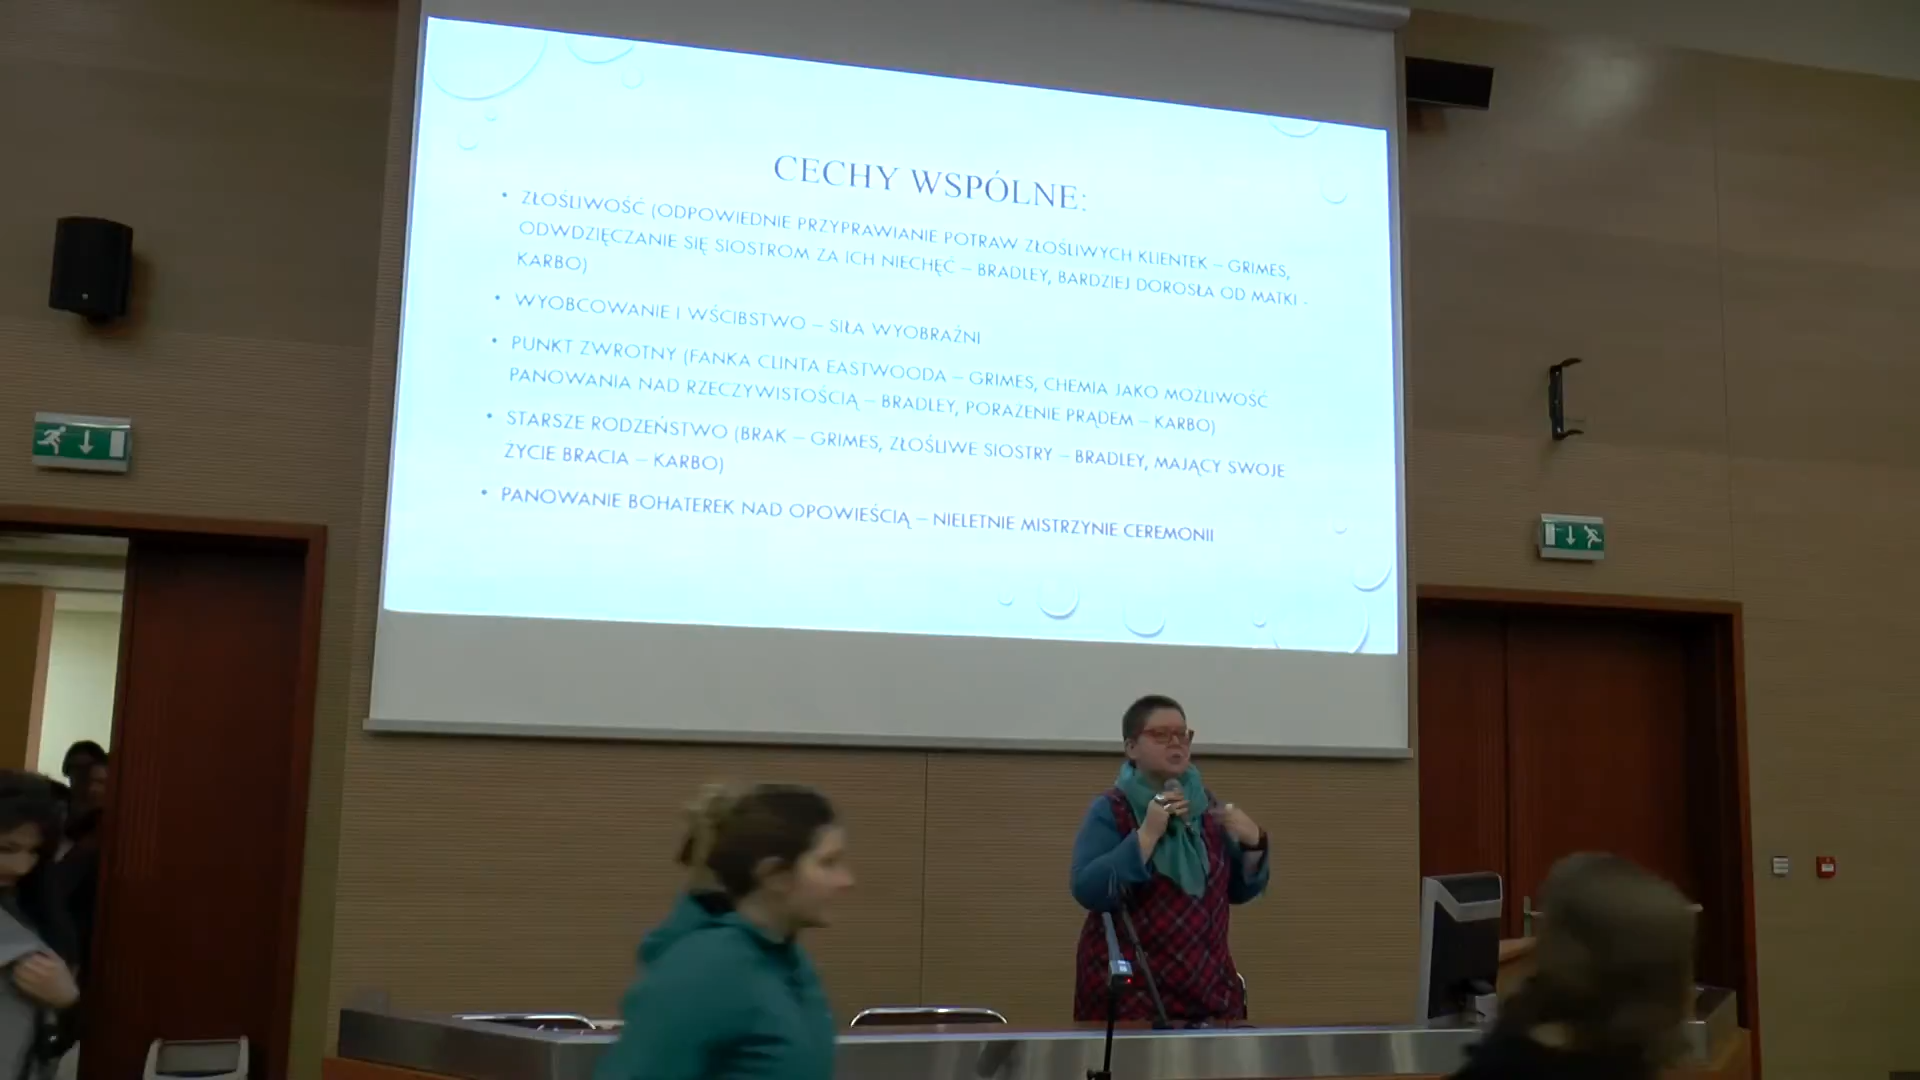 CECHY WSPÓLNE:
• ZŁOŚLIWOŚĆ (ODPOWIEDNIE PRZYPRAWIANIE POTRAW ZŁOŚLIWYCH KLIENTEK – GRIMES,
ODWDZIĘCZANIE SIĘ SIOSTROM ZA ICH NIECHĘĆ – BRADLEY, BARDZIEJ DOROSŁA OD MATKI -
KARBO)
• WYOBCOWANIE I WŚCIBSTWO – SIŁA WYOBRAŹNI
• PUNKT ZWROTNY (FANKA CLINTA EASTWOODA – GRIMES, CHEMIA JAKO MOŻLIWOŚĆ
PANOWANIA NAD RZECZYWISTOŚCIĄ – BRADLEY, PORAŻENIE PRĄDEM – KARBO)
• STARSZE RODZEŃSTWO (BRAK – GRIMES, ZŁOŚLIWE SIOSTRY – BRADLEY, MAJĄCY SWOJE
ŻYCIE BRACIA – KARBO)
• PANOWANIE BOHATEREK NAD OPOWIEŚCIĄ – NIELETNIE MISTRZYNIE CEREMONII